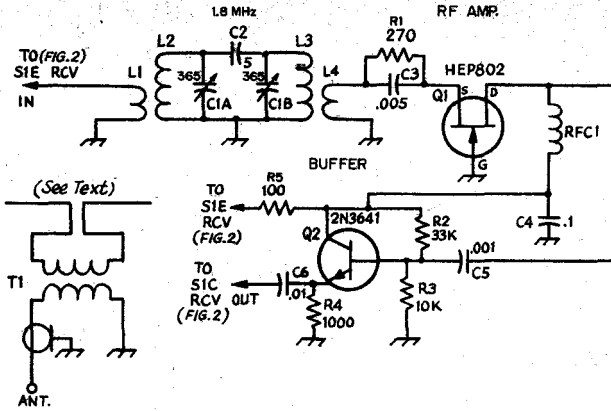 1.8 MHz
RF AMP.
TO (FIG. 2)
S1E RCV
IN
L1
L2
C2
5
L3
365
C1A
365
C1B
L4
R1
270
C3
.005
HEP802
Q1
S
D
G
RFC1
C4
.1
BUFFER
(See Text)
T1
ANT.
TO
S1E
RCV
(FIG.2)
R5
100
2N3641
Q2
R2
33K
.001
C5
TO
S1C
RCV OUT
(FIG.2)
C6
.01
R4
1000
R3
10K